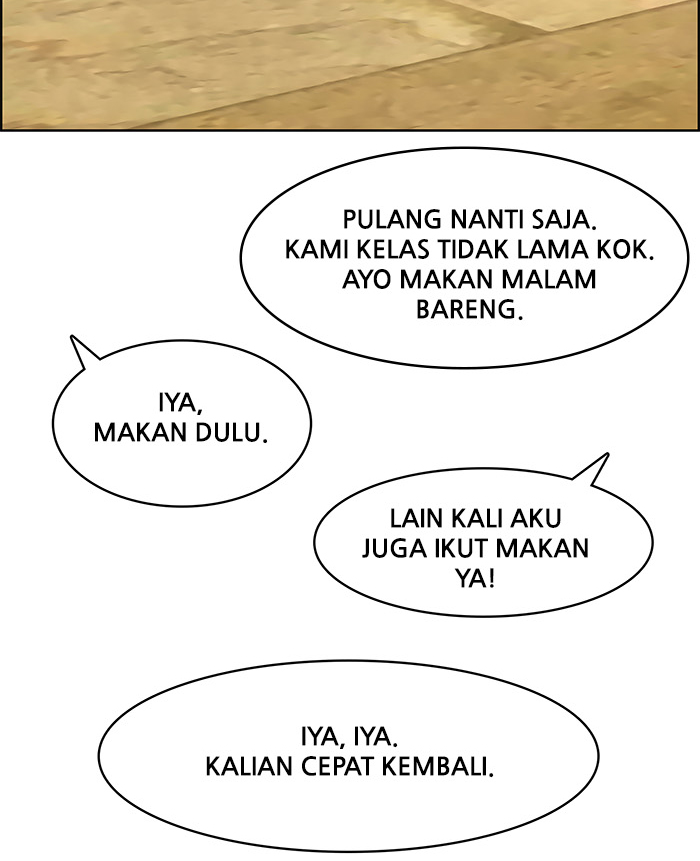 PULANG NANTI SAJA.
KAMI KELAS TIDAK LAMA KOK.
AYO MAKAN MALAM
BARENG.
IYA,
MAKAN DULU.
LAIN KALI AKU
JUGA IKUT MAKAN
YA!
IYA, IYA.
KALIAN CEPAT KEMBALI.